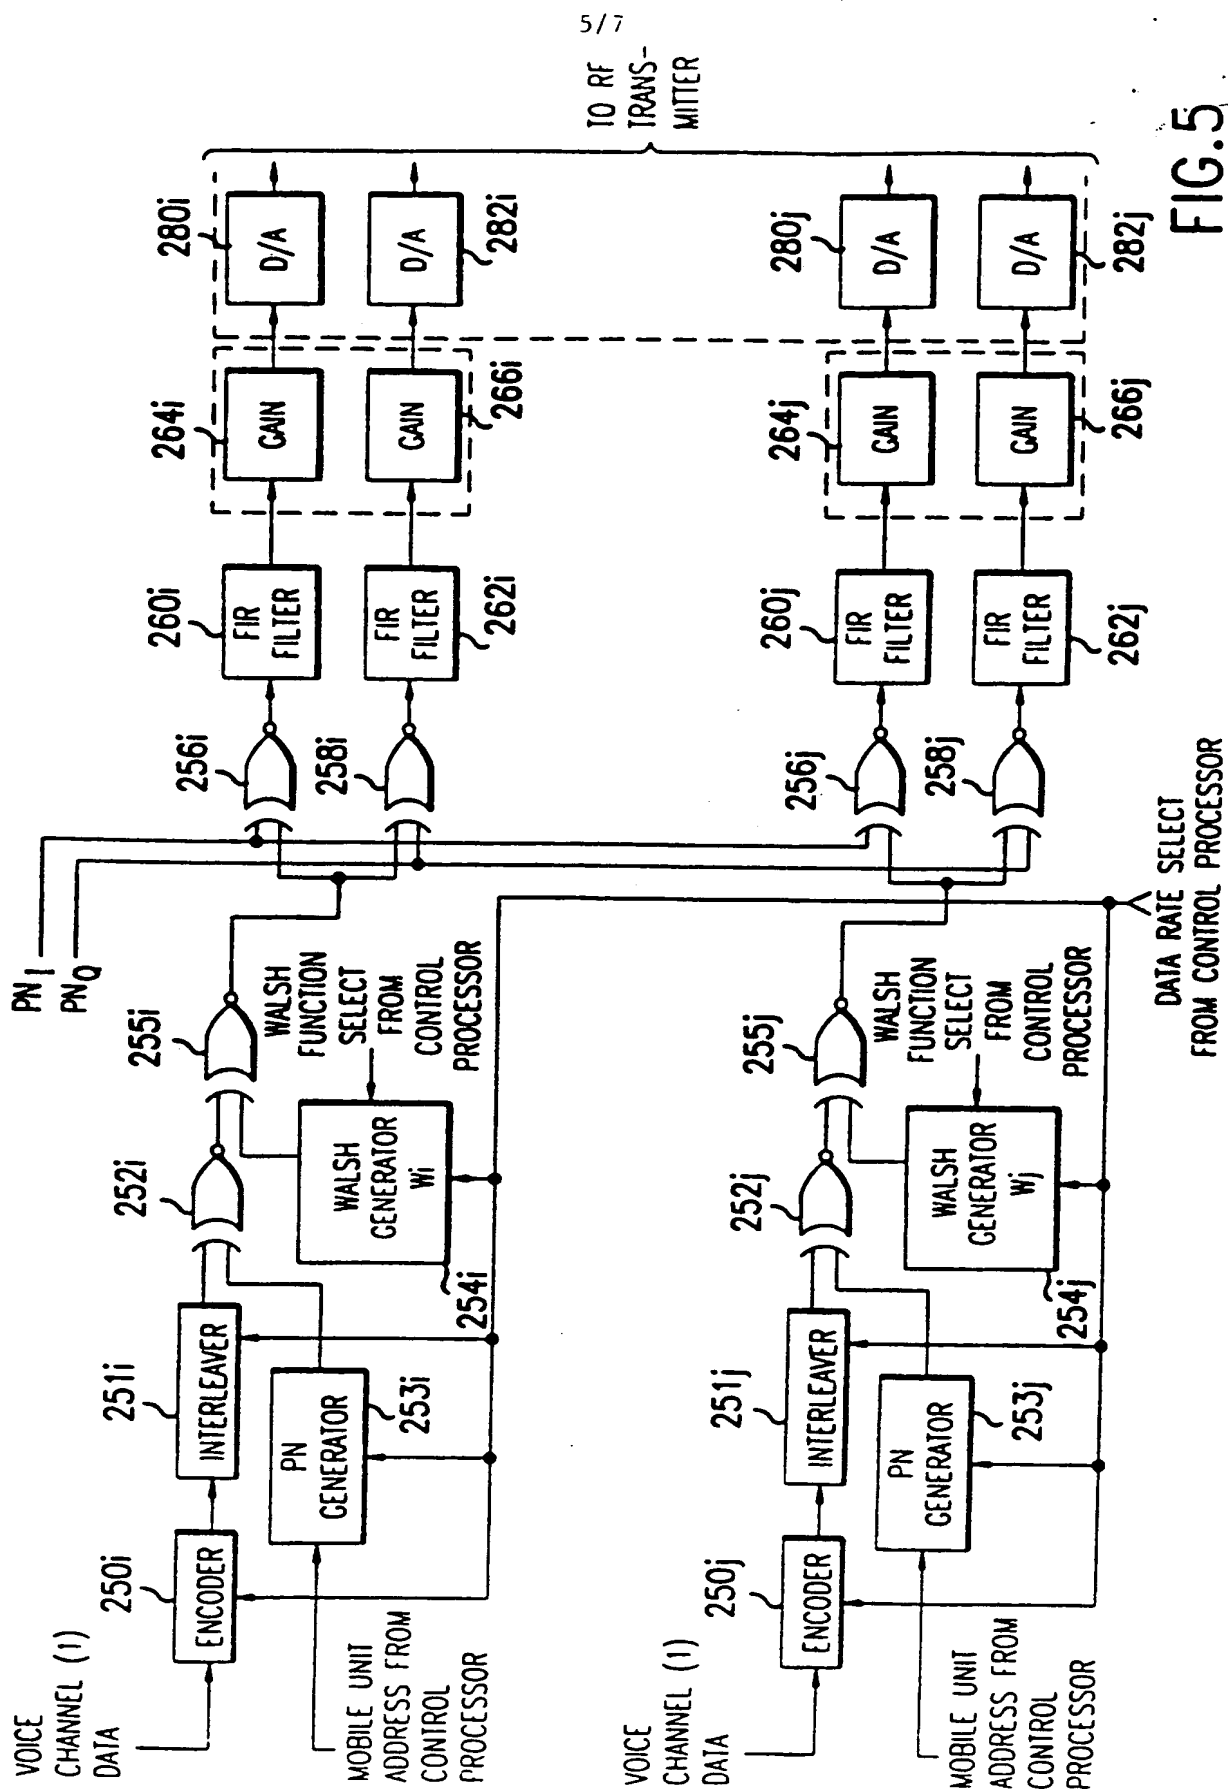 5/7
TO RF
TRANS-
MITTER
280i
D/A
D/A
282i
280j
D/A
D/A
282j
264i
GAIN
GAIN
266i
264j
GAIN
GAIN
266j
260i
FIR
FILTER
FIR
FILTER
262i
260j
FIR
FILTER
FIR
FILTER
262j
256i
258i
256j
258j
PN I
PN Q
255i
WALSH
FUNCTION
SELECT
FROM
CONTROL
PROCESSOR
255j
WALSH
FUNCTION
SELECT
FROM
CONTROL
PROCESSOR
DATA RATE SELECT
FROM CONTROL PROCESSOR
252i
WALSH
GENERATOR
Wi
254i
252j
WALSH
GENERATOR
Wj
254j
251i
INTERLEAVER
PN
GENERATOR
253i
251j
INTERLEAVER
PN
GENERATOR
253j
250i
ENCODER
250j
ENCODER
VOICE
CHANNEL (1)
DATA
MOBILE UNIT
ADDRESS FROM
CONTROL
PROCESSOR
VOICE
CHANNEL (1)
DATA
MOBILE UNIT
ADDRESS FROM
CONTROL
PROCESSOR
FIG.5